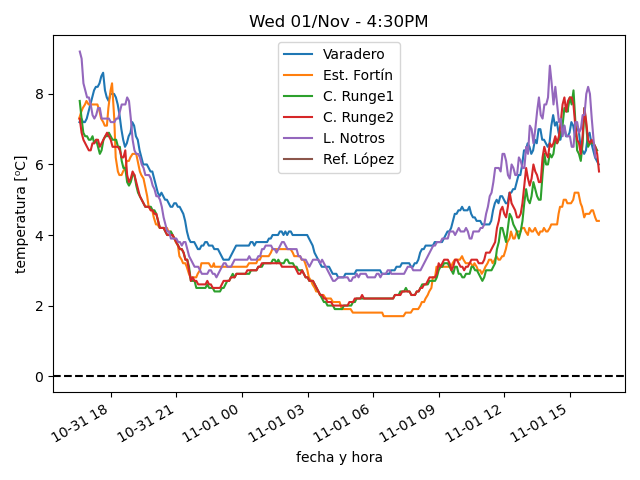 Wed 01/Nov - 4:30PM
Varadero
Est. Fortín
C. Runge1
C. Runge2
L. Notros
Ref. López
temperatura [ºC]
8
6
4
2
0
10-31 18
10-31 21
11-01 00
11-01 03
11-01 06
11-01 09
11-01 12
11-01 15
fecha y hora